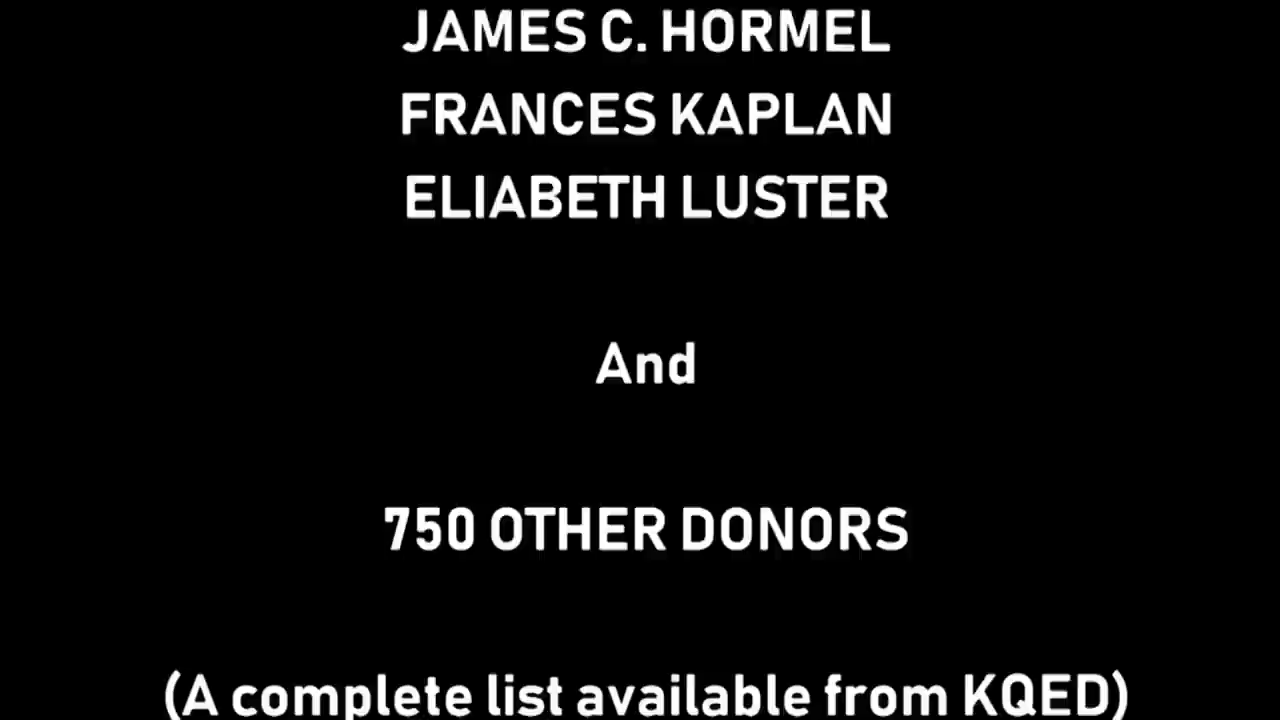 JAMES C. HORMEL
FRANCES KAPLAN
ELIABETH LUSTER
And
750 OTHER DONORS
(A complete list available from KQED)